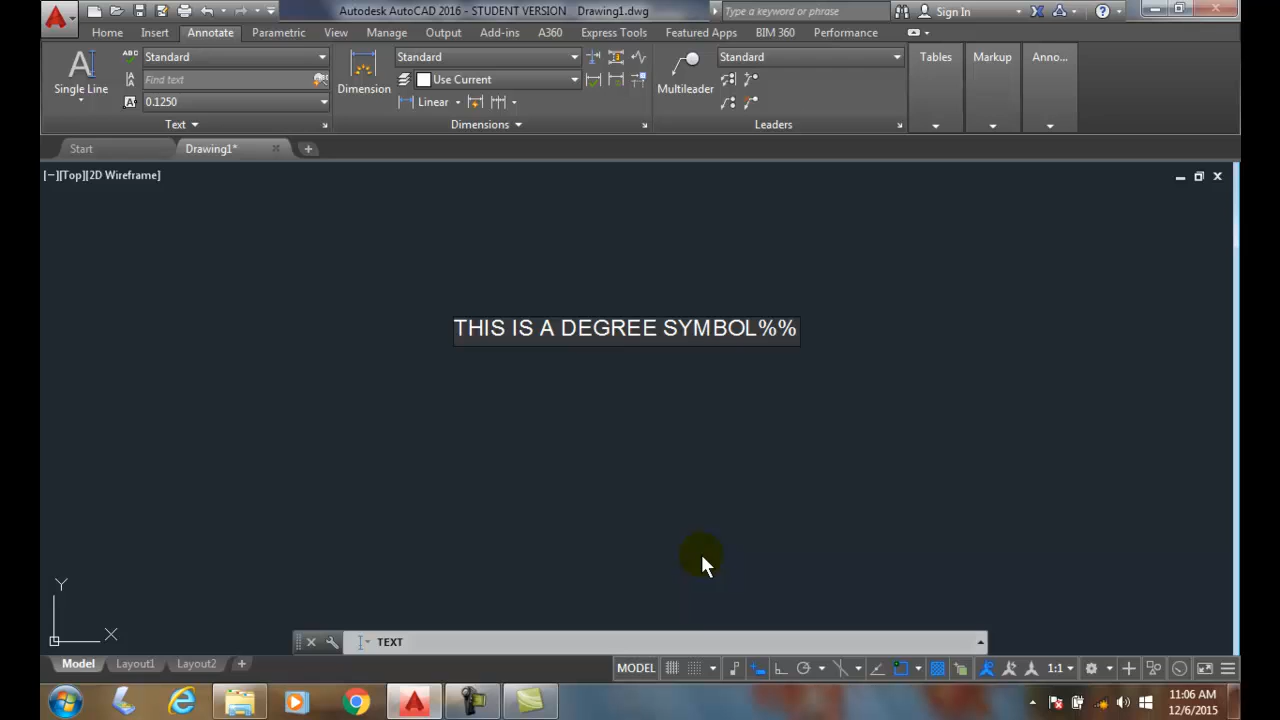 Autodesk AutoCAD 2016 - STUDENT VERSION Drawing1.dwg
Type a keyword or phrase
Sign In
Home Insert Annotate Parametric View Manage Output Add-ins A360 Express Tools Featured Apps BIM 360 Performance
A Single Line
ABC Standard
Find text
0.1250
Text
Dimension
Standard
Use Current
Linear
Dimensions
Multileader
Standard
Leaders
Tables
Markup
Anno...
Start
Drawing1*
[−][Top][2D Wireframe]
THIS IS A DEGREE SYMBOL%%
Y
X
TEXT
Model Layout1 Layout2
MODEL
1:1
11:06 AM
12/6/2015